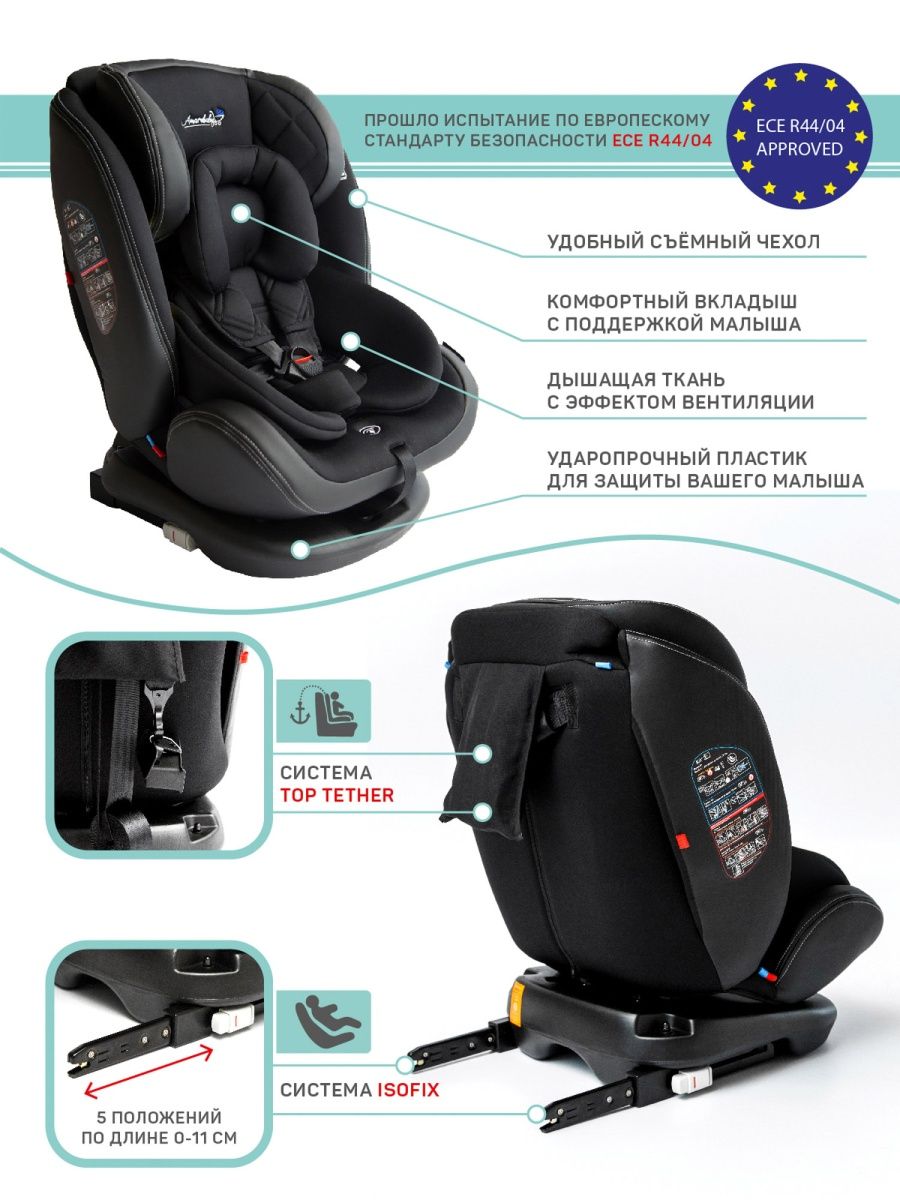 Amarobaby
ПРОШЛО ИСПЫТАНИЕ ПО ЕВРОПЕСКОМУ
СТАНДАРТУ БЕЗОПАСНОСТИ ECE R44/04
ECE R44/04
APPROVED
УДОБНЫЙ СЪЁМНЫЙ ЧЕХОЛ
КОМФОРТНЫЙ ВКЛАДЫШ
С ПОДДЕРЖКОЙ МАЛЫША
ДЫШАЩАЯ ТКАНЬ
С ЭФФЕКТОМ ВЕНТИЛЯЦИИ
УДАРОПРОЧНЫЙ ПЛАСТИК
ДЛЯ ЗАЩИТЫ ВАШЕГО МАЛЫША
СИСТЕМА
TOP TETHER
СИСТЕМА ISOFIX
5 ПОЛОЖЕНИЙ
ПО ДЛИНЕ 0-11 СМ